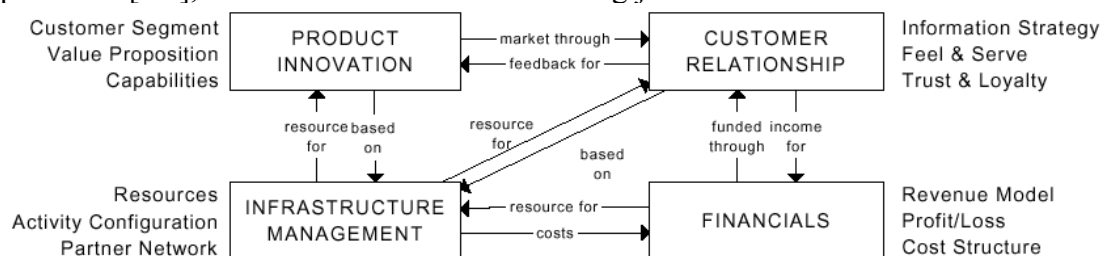 Customer Segment
Value Proposition
Capabilities
PRODUCT
INNOVATION
market through
feedback for
CUSTOMER
RELATIONSHIP
Information Strategy
Feel & Serve
Trust & Loyalty
resource
for
based
on
resource
for
based
on
funded
through
income
for
Resources
Activity Configuration
Partner Network
INFRASTRUCTURE
MANAGEMENT
resource for
costs
FINANCIALS
Revenue Model
Profit/Loss
Cost Structure